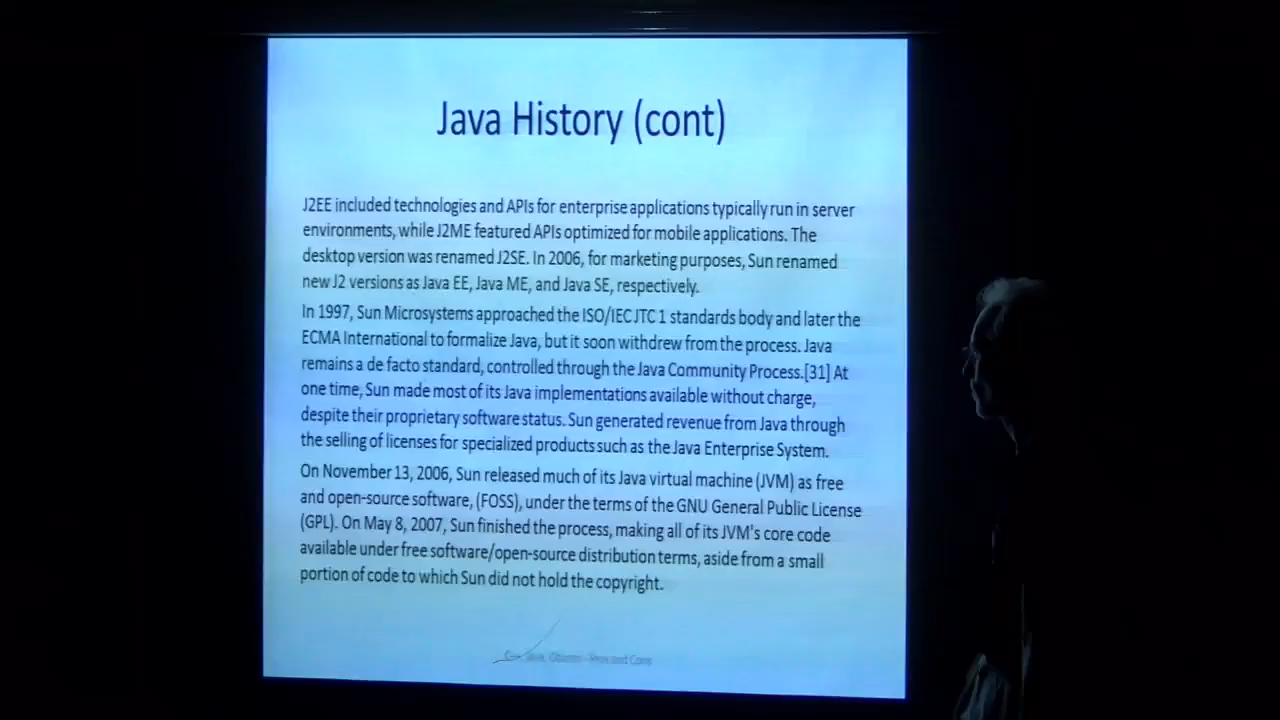 Java History (cont)
J2EE included technologies and APIs for enterprise applications typically run in server
environments, while J2ME featured APIs optimized for mobile applications. The
desktop version was renamed J2SE. In 2006, for marketing purposes, Sun renamed
new J2 versions as Java EE, Java ME, and Java SE, respectively.
In 1997, Sun Microsystems approached the ISO/IEC JTC 1 standards body and later the
ECMA International to formalize Java, but it soon withdrew from the process. Java
remains a de facto standard, controlled through the Java Community Process.[31] At
one time, Sun made most of its Java implementations available without charge,
despite their proprietary software status. Sun generated revenue from Java through
the selling of licenses for specialized products such as the Java Enterprise System.
On November 13, 2006, Sun released much of its Java virtual machine (JVM) as free
and open-source software, (FOSS), under the terms of the GNU General Public License
(GPL). On May 8, 2007, Sun finished the process, making all of its JVM's core code
available under free software/open-source distribution terms, aside from a small
portion of code to which Sun did not hold the copyright.
Java, - Pros and Cons